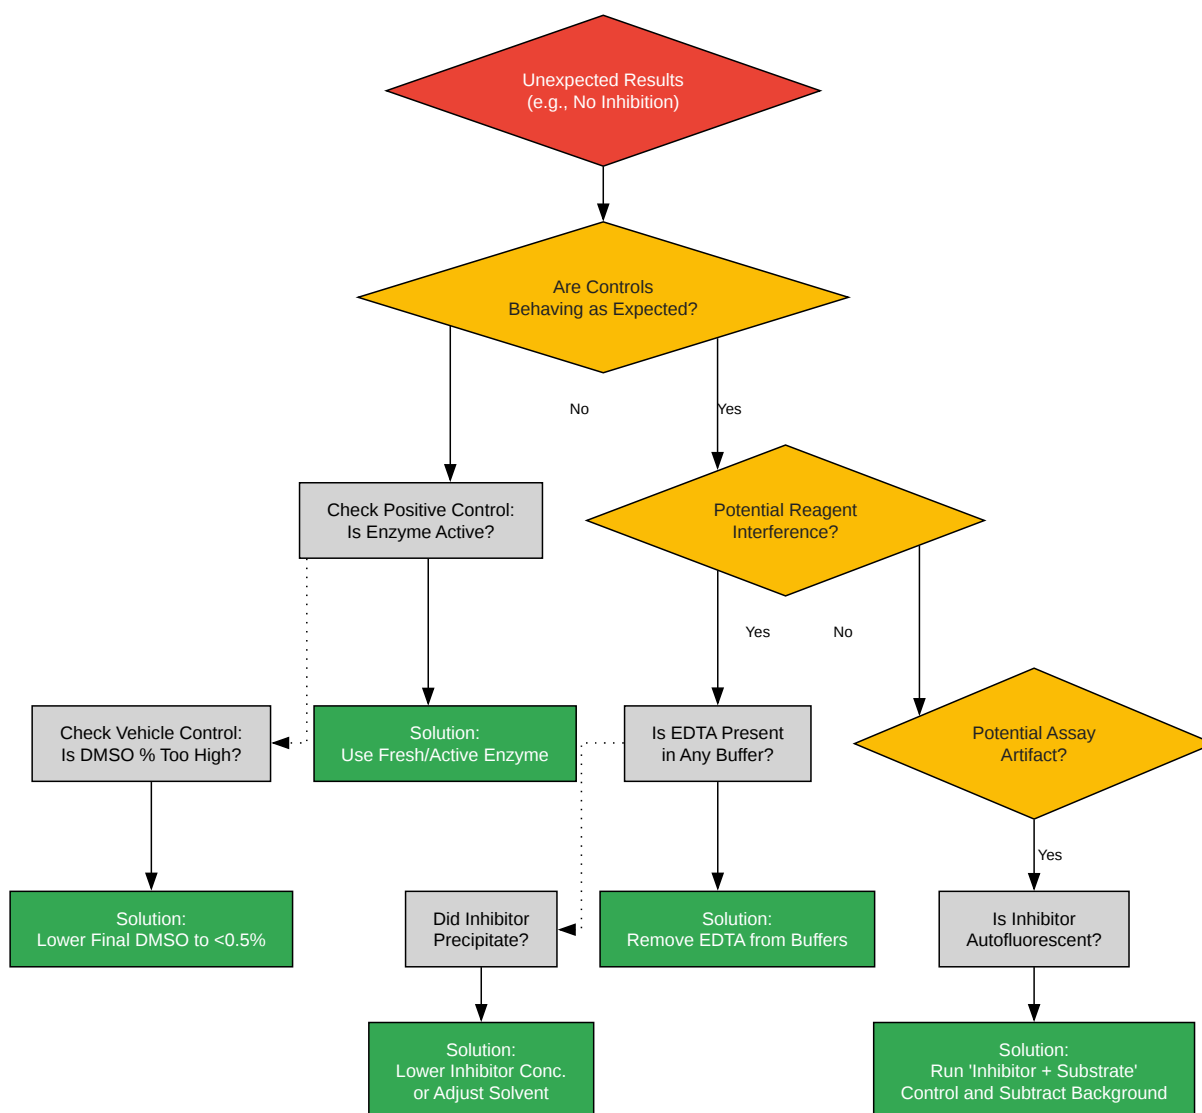 Unexpected Results
(e.g., No Inhibition)
Are Controls
Behaving as Expected?
No
Yes
Check Positive Control:
Is Enzyme Active?
Potential Reagent
Interference?
Yes
No
Check Vehicle Control:
Is DMSO % Too High?
Solution:
Use Fresh/Active Enzyme
Is EDTA Present
in Any Buffer?
Potential Assay
Artifact?
Yes
Solution:
Lower Final DMSO to <0.5%
Did Inhibitor
Precipitate?
Solution:
Remove EDTA from Buffers
Is Inhibitor
Autofluorescent?
Solution:
Lower Inhibitor Conc.
or Adjust Solvent
Solution:
Run 'Inhibitor + Substrate'
Control and Subtract Background